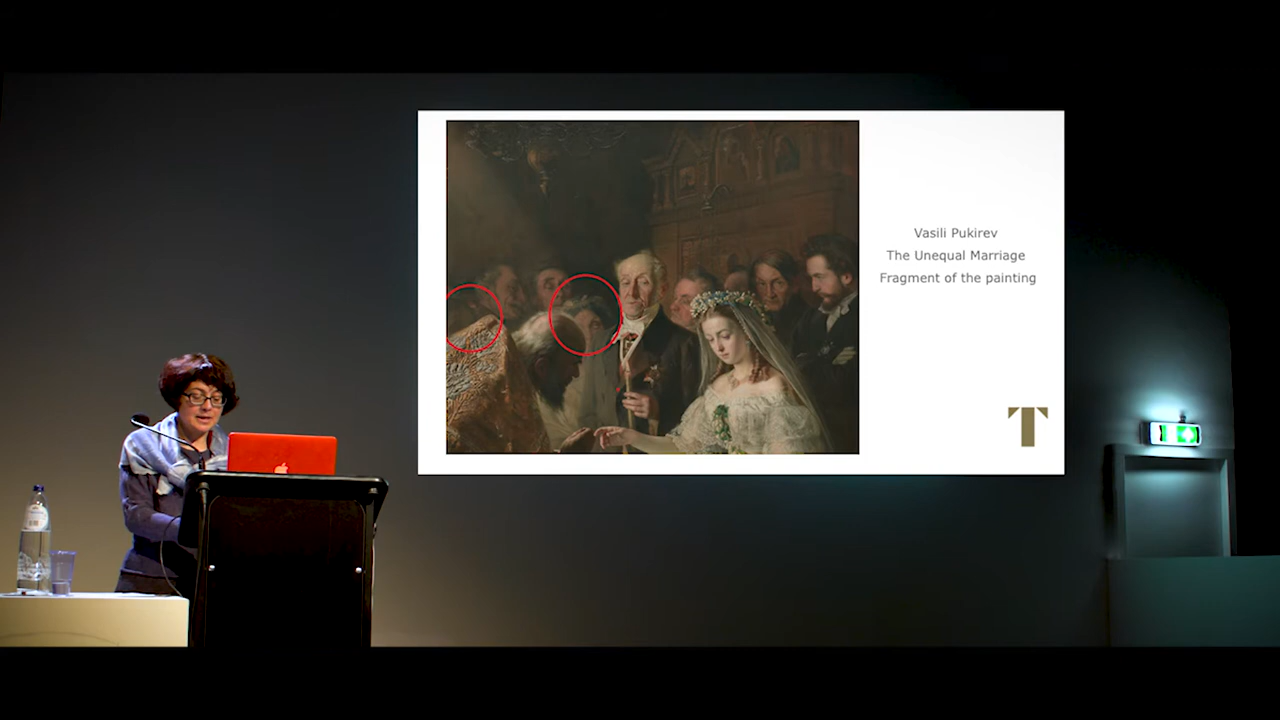 Vasili Pukirev
The Unequal Marriage
Fragment of the painting
T